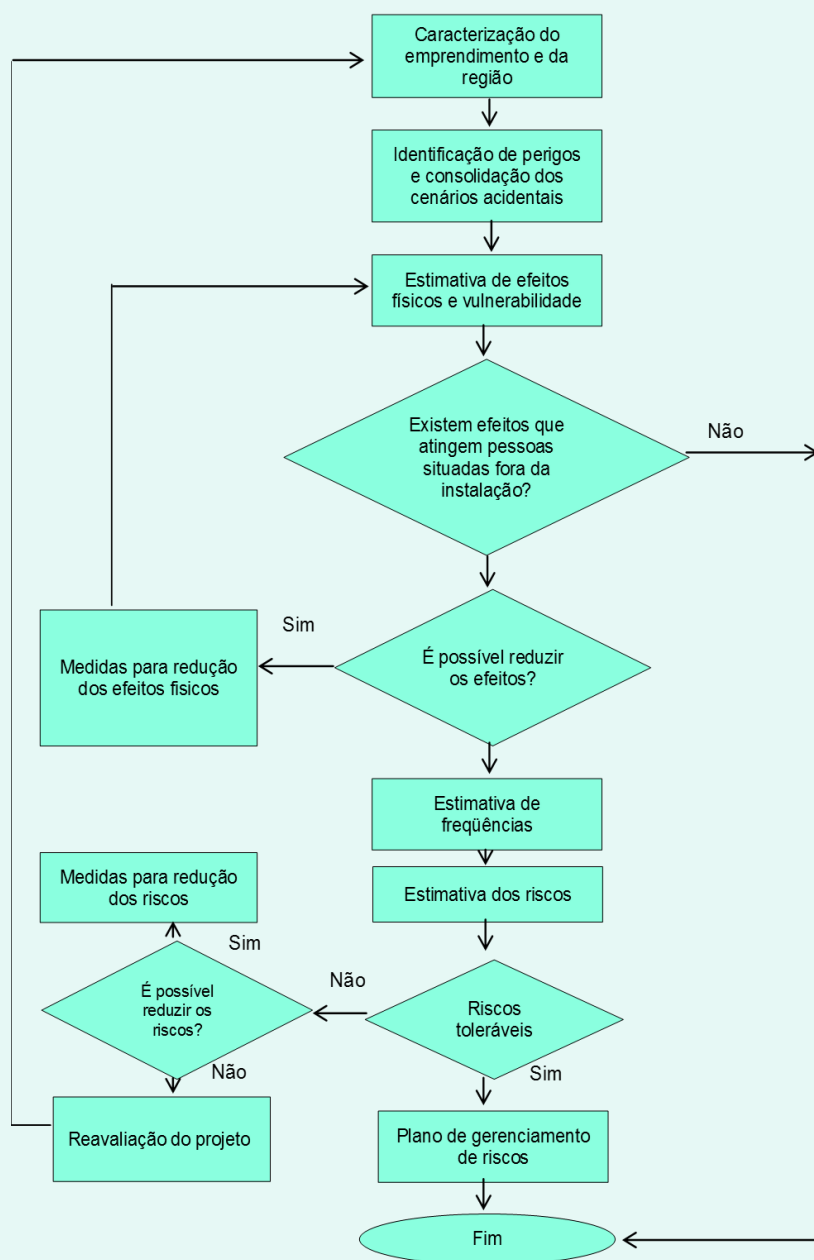 Caracterização do
emprendimento e da
região
Identificação de perigos
e consolidação dos
cenários acidentais
Estimativa de efeitos
físicos e vulnerabilidade
Existem efeitos que
atingem pessoas
situadas fora da
instalação?
Não
Sim
Medidas para redução
dos efeitos fisicos
É possível reduzir
os efeitos?
Estimativa de
freqüências
Medidas para redução
dos riscos
Estimativa dos riscos
Sim
É possível
reduzir os
riscos?
Não
Riscos
toleráveis
Não
Sim
Reavaliação do projeto
Plano de gerenciamento
de riscos
Fim